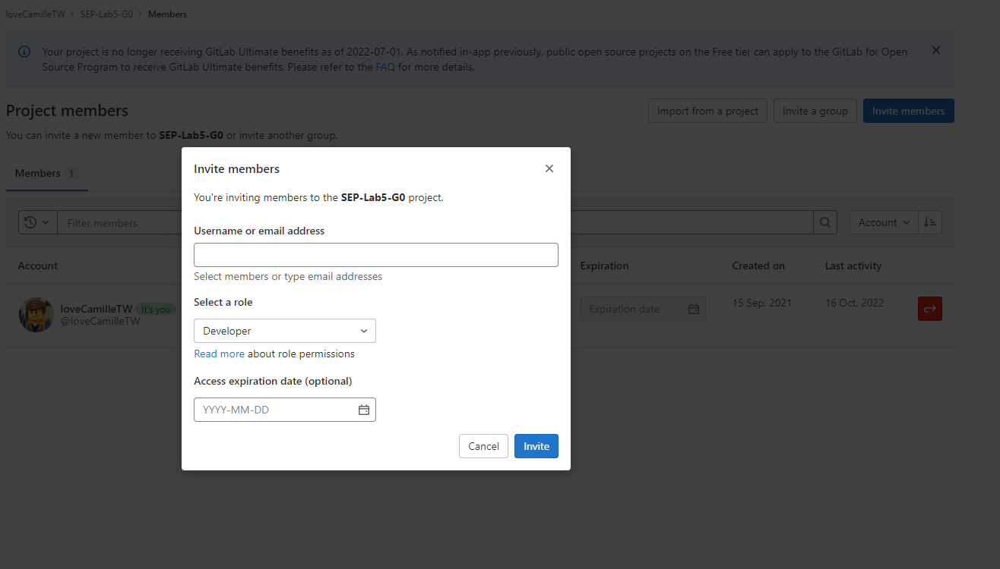 loveCamilleTW > SEP-Lab5-G0 > Members
Your project is no longer receiving GitLab Ultimate benefits as of 2022-07-01. As notified in-app previously, public open source projects on the Free tier can apply to the GitLab for Open
Source Program to receive GitLab Ultimate benefits. Please refer to the FAQ for more details.
Project members
Import from a project
Invite a group
Invite members
You can invite a new member to SEP-Lab5-G0 or invite another group.
Members 1
Filter members
Account
Account
Expiration
Created on
Last activity
loveCamilleTW It's you
@loveCamilleTW
Expiration date
15 Sep, 2021
16 Oct, 2022
Invite members
You're inviting members to the SEP-Lab5-G0 project.
Username or email address
Select members or type email addresses
Select a role
Developer
Read more about role permissions
Access expiration date (optional)
YYYY-MM-DD
Cancel
Invite